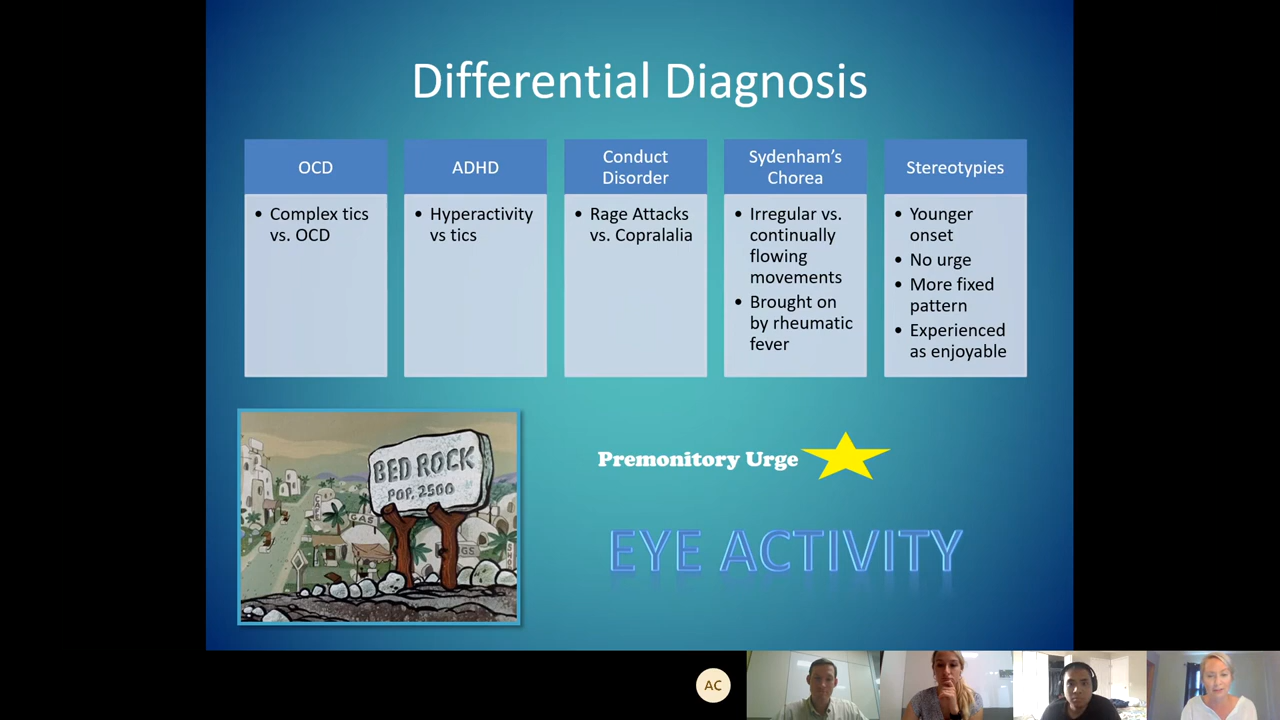 Differential Diagnosis
OCD
• Complex tics
vs. OCD
ADHD
• Hyperactivity
vs tics
Conduct
Disorder
• Rage Attacks
vs. Copralalia
Sydenham's
Chorea
• Irregular vs.
continually
flowing
movements
• Brought on
by rheumatic
fever
Stereotypies
• Younger
onset
• No urge
• More fixed
pattern
• Experienced
as enjoyable
BED ROCK
POP. 2500
GAS
Premonitory Urge
EYE ACTIVITY
AC